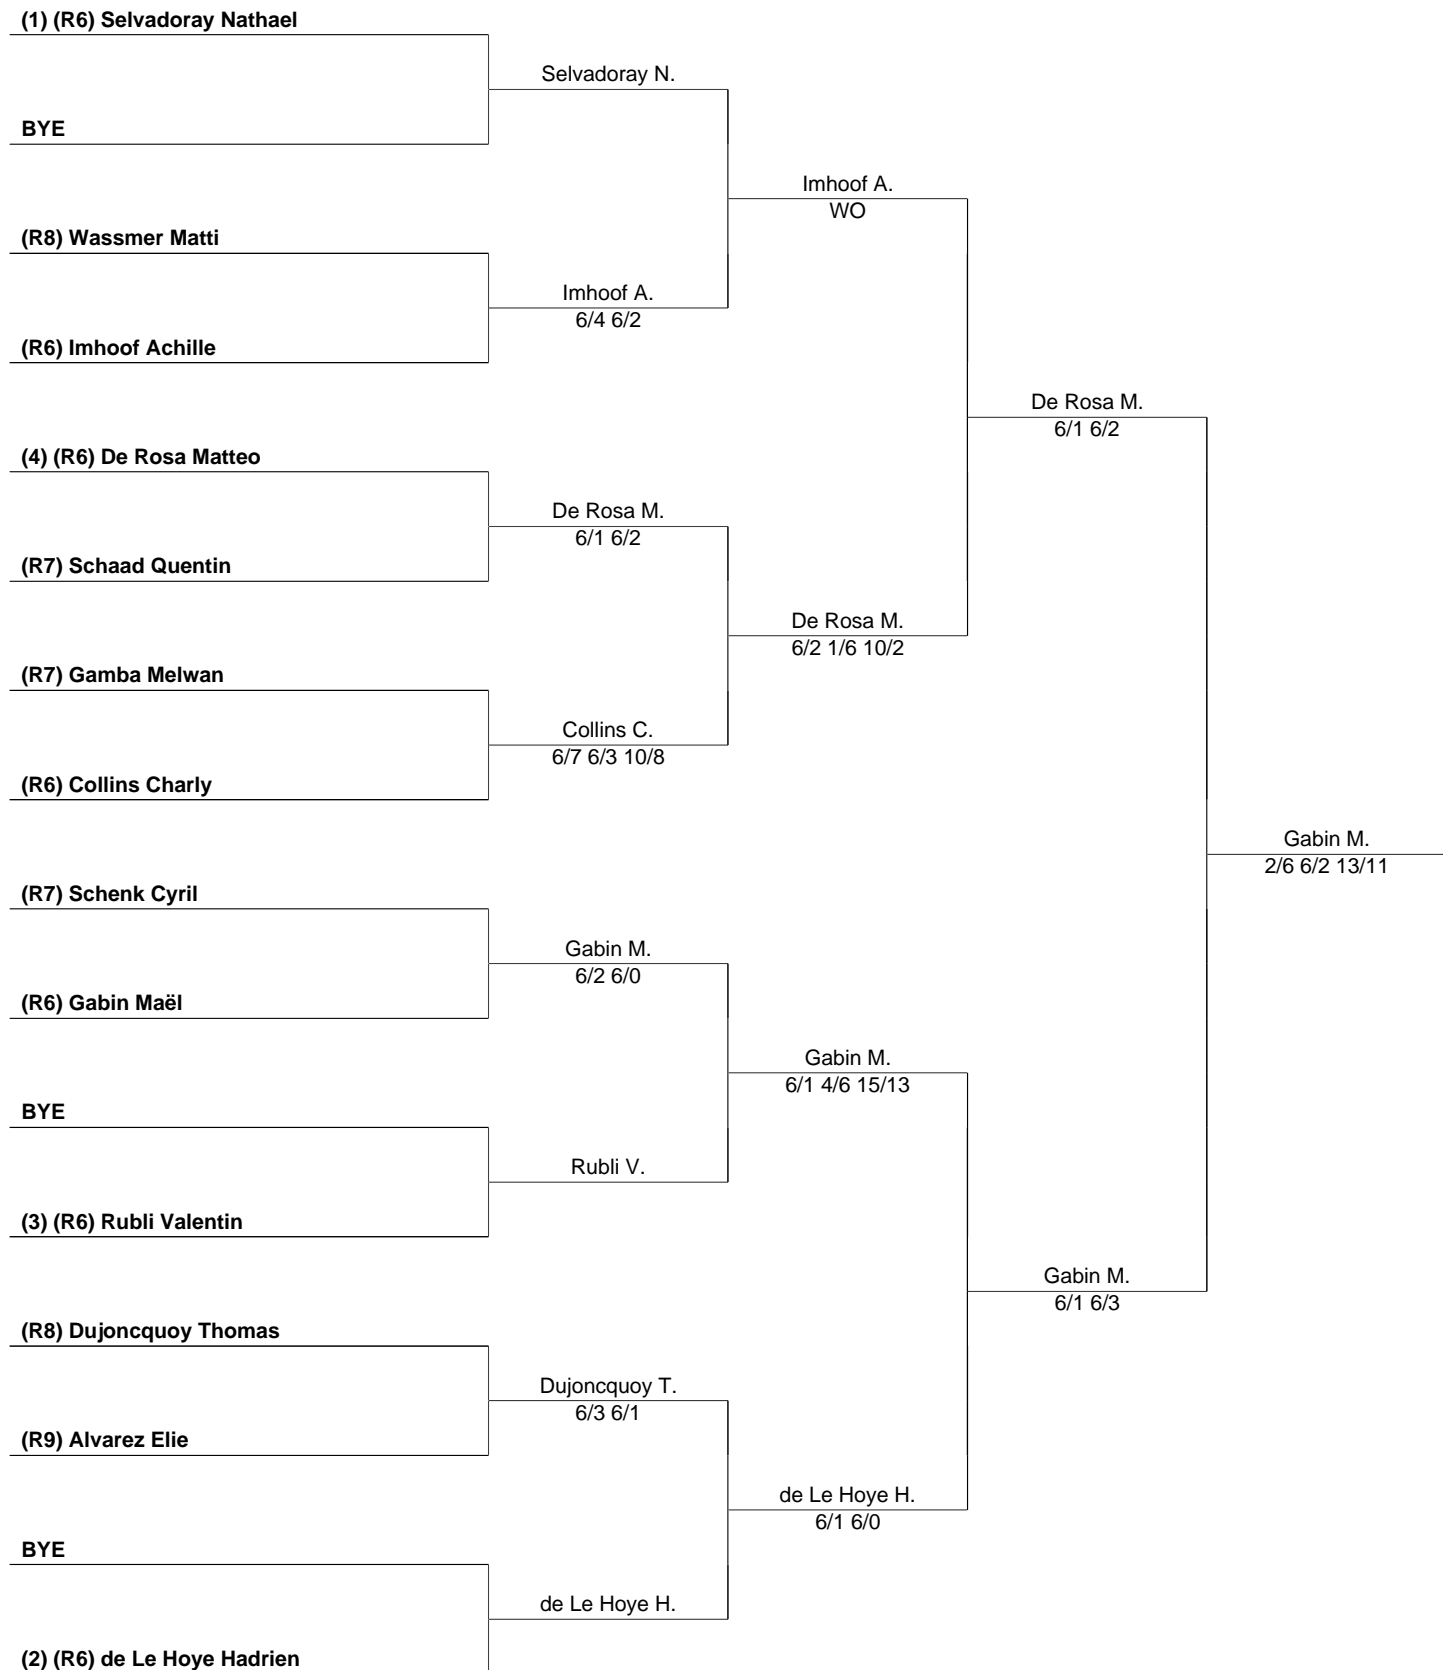 (1) (R6) Selvadoray Nathael
Selvadoray N.
BYE
Imhoof A.
WO
(R8) Wassmer Matti
Imhoof A.
6/4 6/2
(R6) Imhoof Achille
De Rosa M.
6/1 6/2
(4) (R6) De Rosa Matteo
De Rosa M.
6/1 6/2
(R7) Schaad Quentin
De Rosa M.
6/2 1/6 10/2
(R7) Gamba Melwan
Collins C.
6/7 6/3 10/8
(R6) Collins Charly
Gabin M.
2/6 6/2 13/11
(R7) Schenk Cyril
Gabin M.
6/2 6/0
(R6) Gabin Maël
Gabin M.
6/1 4/6 15/13
BYE
Rubli V.
(3) (R6) Rubli Valentin
Gabin M.
6/1 6/3
(R8) Dujoncquoy Thomas
Dujoncquoy T.
6/3 6/1
(R9) Alvarez Elie
de Le Hoye H.
6/1 6/0
BYE
de Le Hoye H.
(2) (R6) de Le Hoye Hadrien